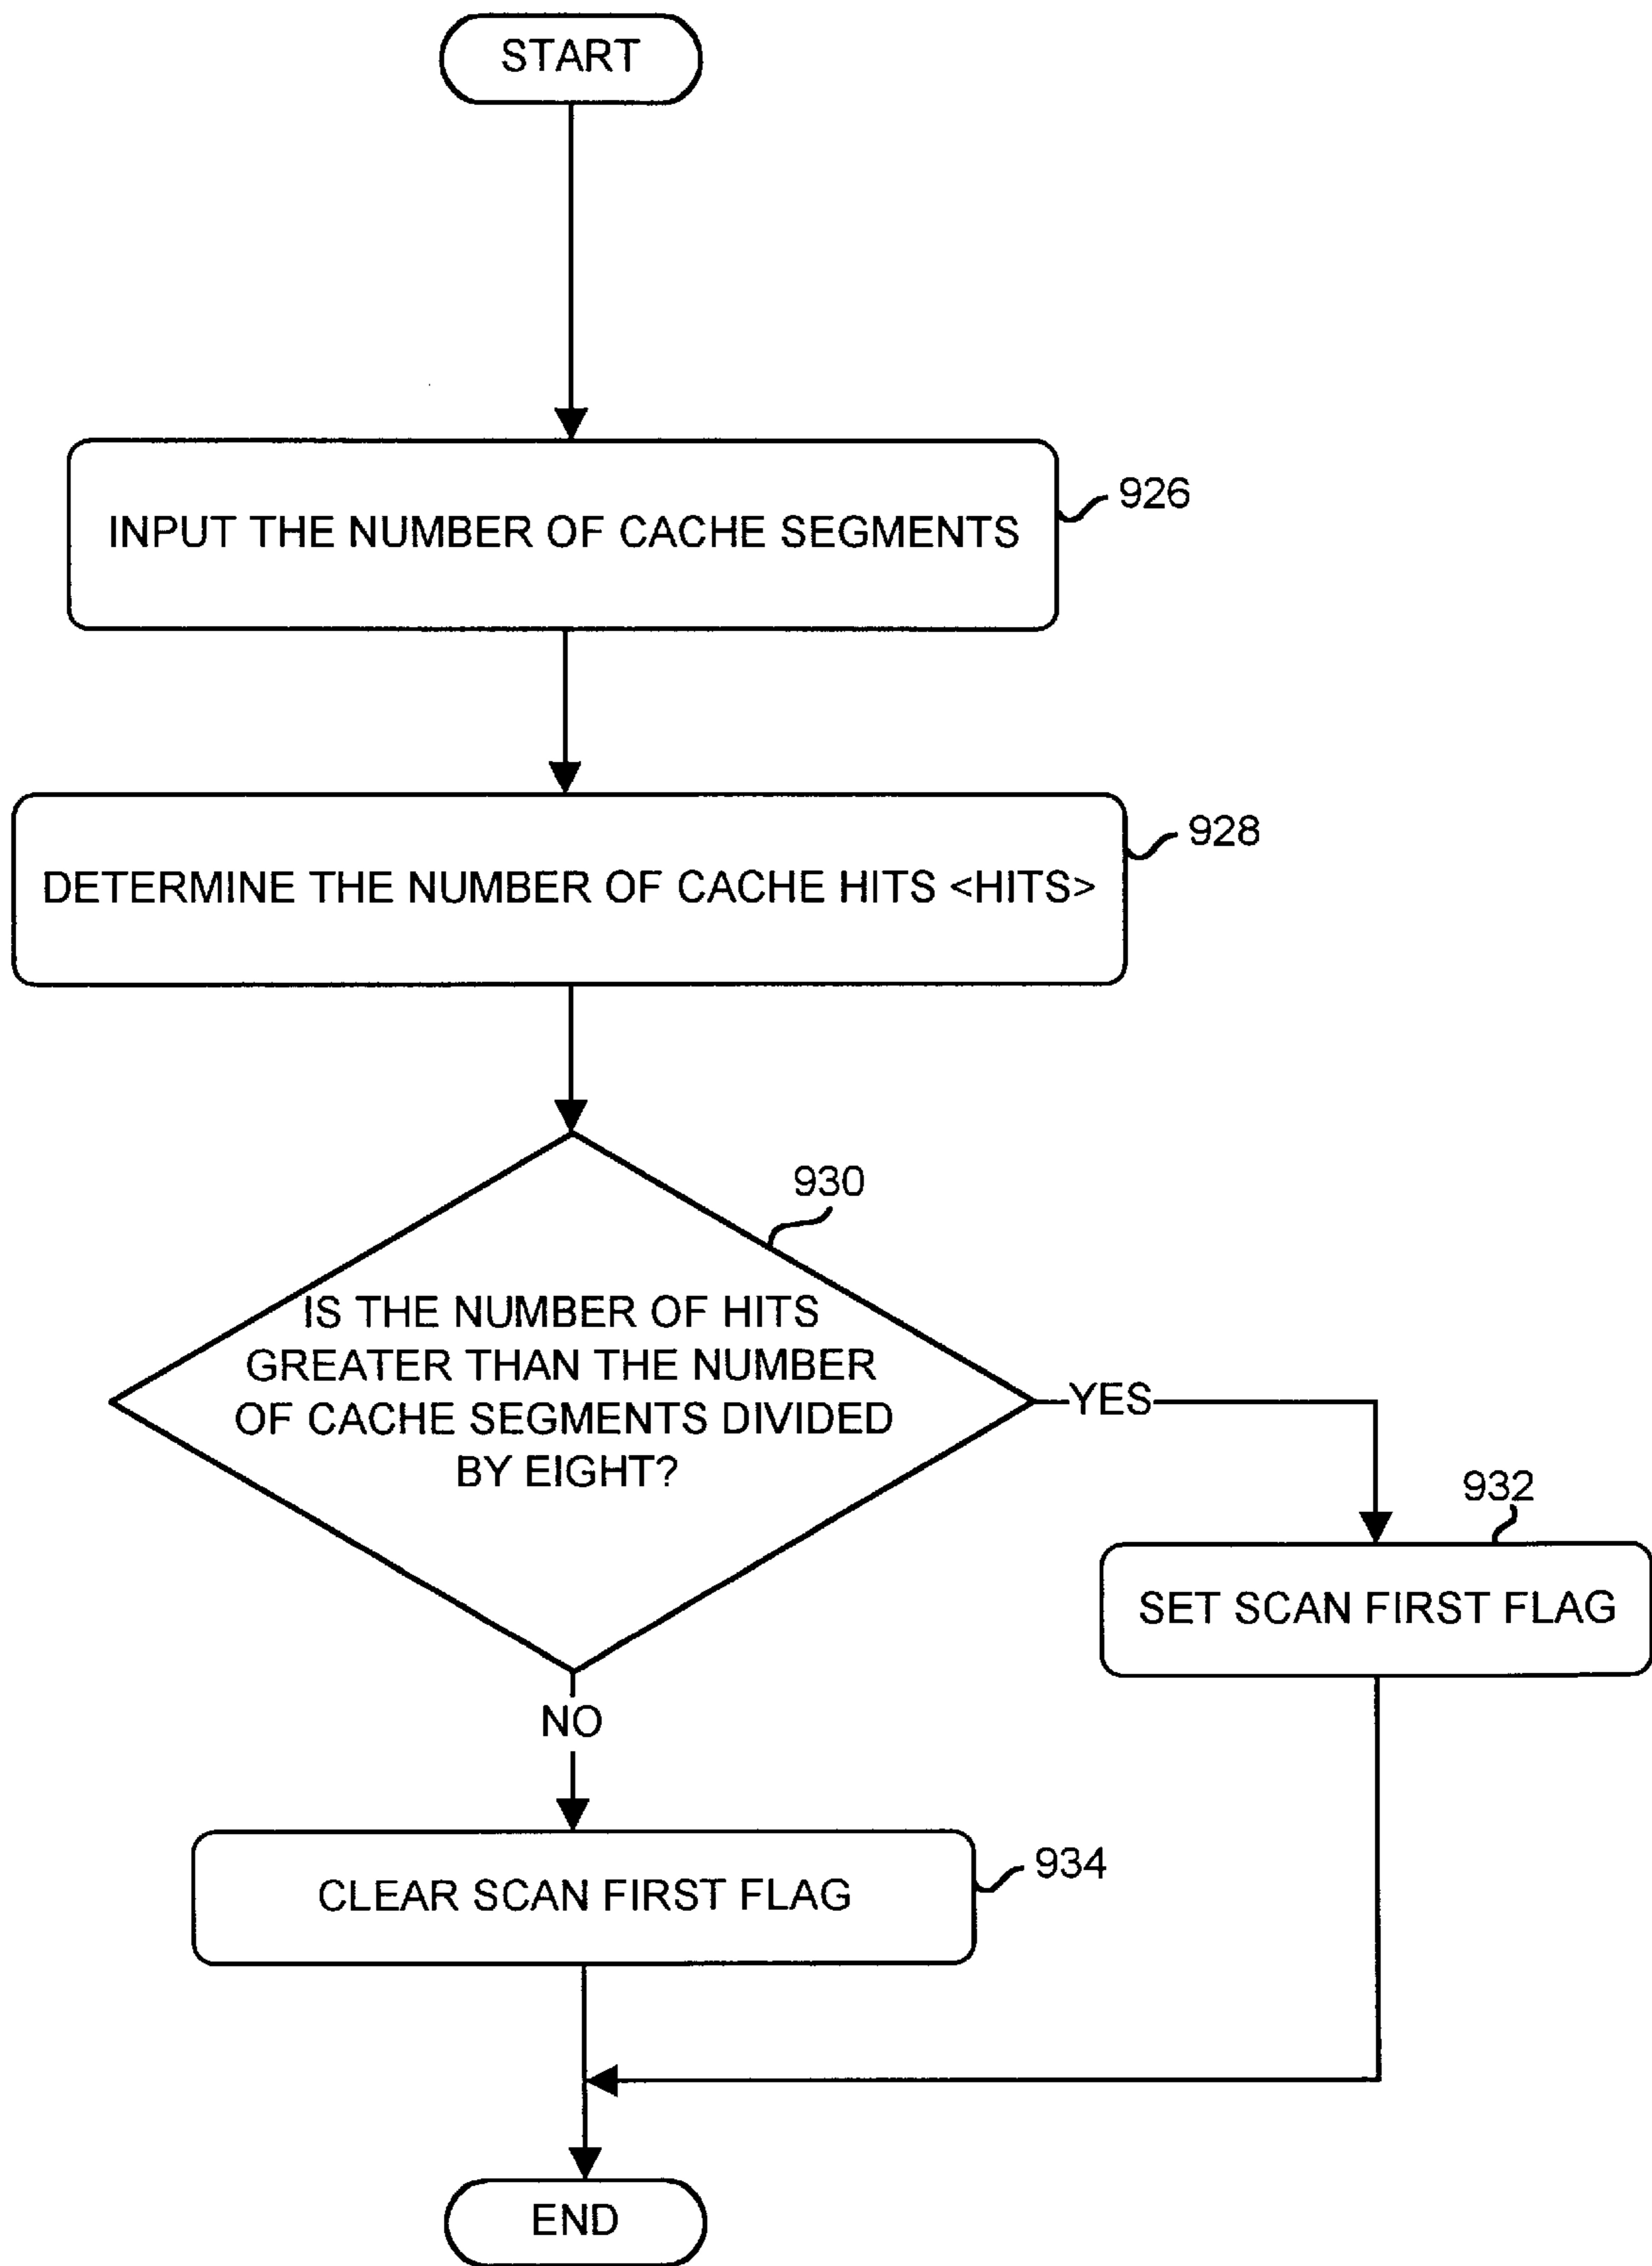 START
INPUT THE NUMBER OF CACHE SEGMENTS
926
DETERMINE THE NUMBER OF CACHE HITS <HITS>
928
930
IS THE NUMBER OF HITS
GREATER THAN THE NUMBER
OF CACHE SEGMENTS DIVIDED
BY EIGHT?
YES
932
SET SCAN FIRST FLAG
NO
CLEAR SCAN FIRST FLAG
934
END